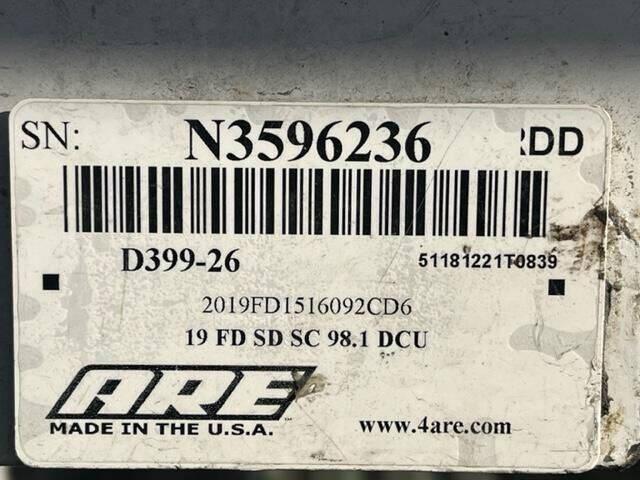 SN: N3596236 RDD
D399-26 51181221T0839
2019FD1516092CD6
19 FD SD SC 98.1 DCU
ARE
MADE IN THE U.S.A. www.4are.com